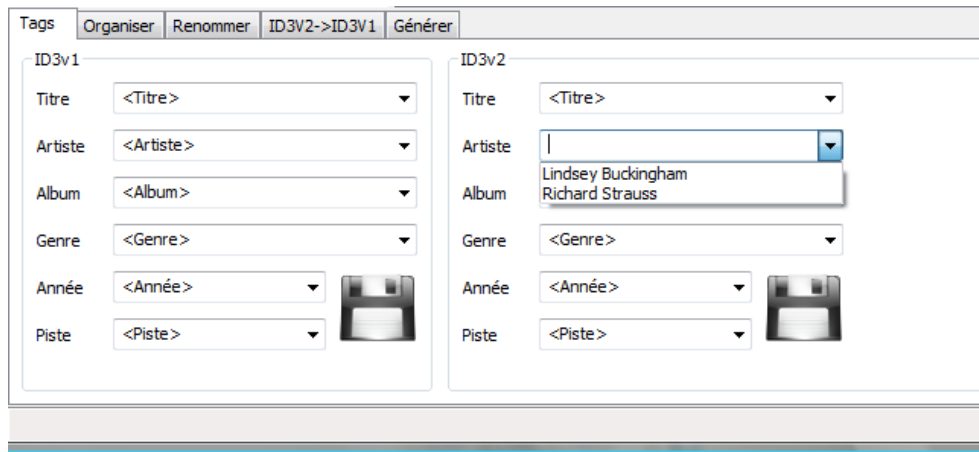 Tags Organiser Renommer ID3V2->ID3V1 Générer
ID3v1
Titre <Titre>
Artiste <Artiste>
Album <Album>
Genre <Genre>
Année <Année>
Piste <Piste>
ID3v2
Titre <Titre>
Artiste
Lindsey Buckingham
Album Richard Strauss
Genre <Genre>
Année <Année>
Piste <Piste>